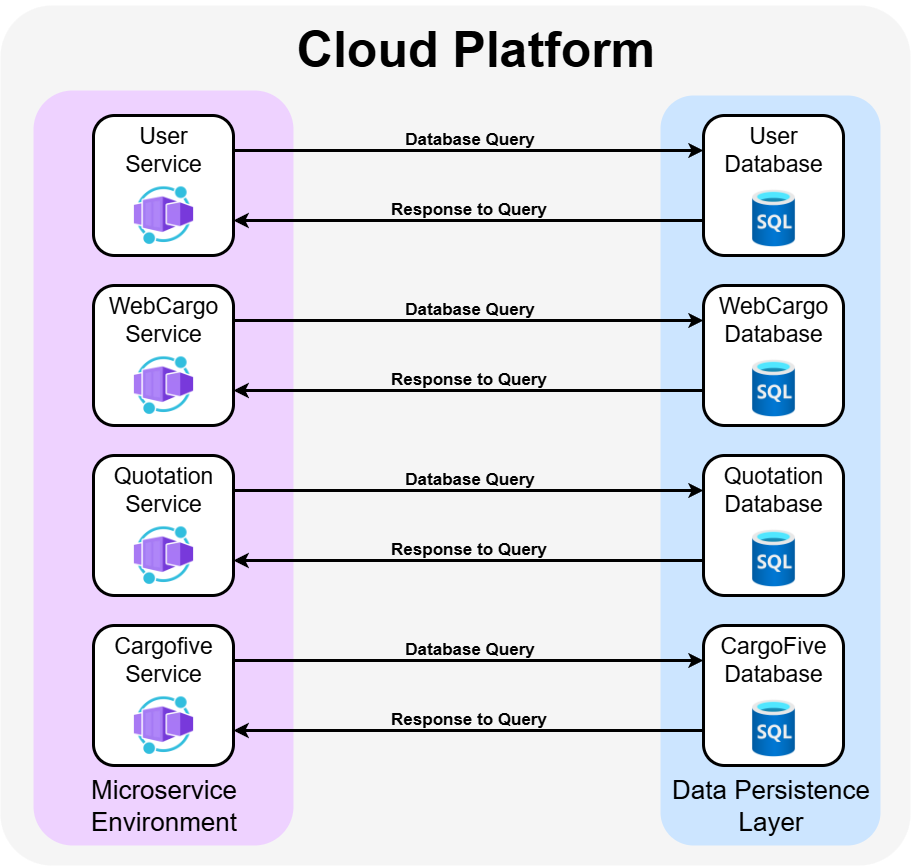 Cloud Platform
User
Service
Database Query
Response to Query
User
Database
SQL
WebCargo
Service
Database Query
Response to Query
WebCargo
Database
SQL
Quotation
Service
Database Query
Response to Query
Quotation
Database
SQL
Cargofive
Service
Database Query
Response to Query
CargoFive
Database
SQL
Microservice
Environment
Data Persistence
Layer